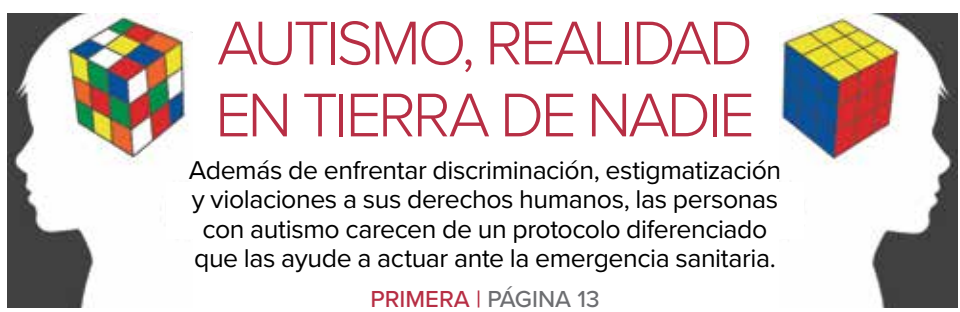 AUTISMO, REALIDAD
EN TIERRA DE NADIE
Además de enfrentar discriminación, estigmatización
y violaciones a sus derechos humanos, las personas
con autismo carecen de un protocolo diferenciado
que las ayude a actuar ante la emergencia sanitaria.
PRIMERA | PÁGINA 13